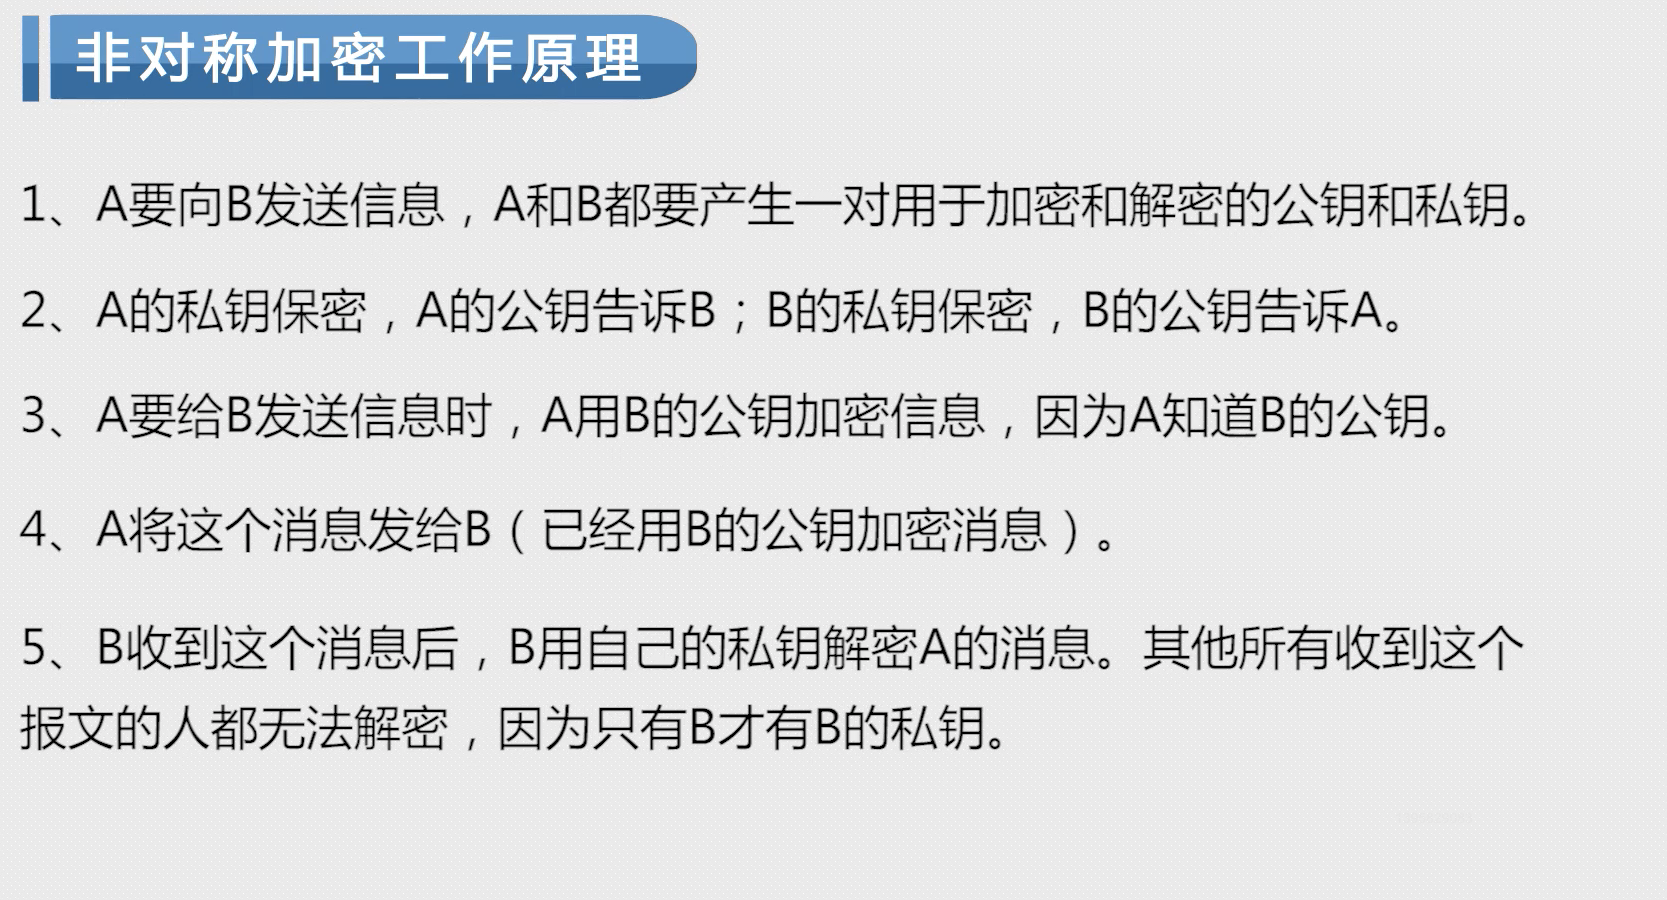 非对称加密工作原理
1、A要向B发送信息，A和B都要产生一对用于加密和解密的公钥和私钥。
2、A的私钥保密，A的公钥告诉B；B的私钥保密，B的公钥告诉A。
3、A要给B发送信息时，A用B的公钥加密信息，因为A知道B的公钥。
4、A将这个消息发给B（已经用B的公钥加密消息）。
5、B收到这个消息后，B用自己的私钥解密A的消息。其他所有收到这个
报文的人都无法解密，因为只有B才有B的私钥。